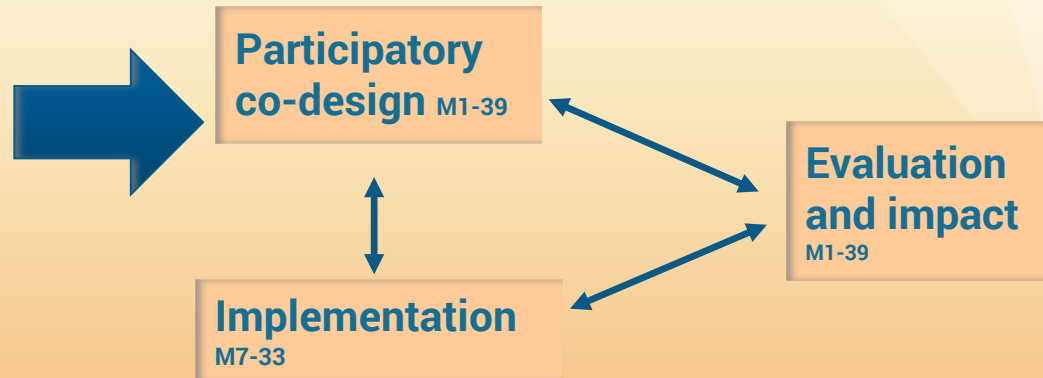 Participatory
co-design M1-39
Evaluation
and impact
M1-39
Implementation
M7-33